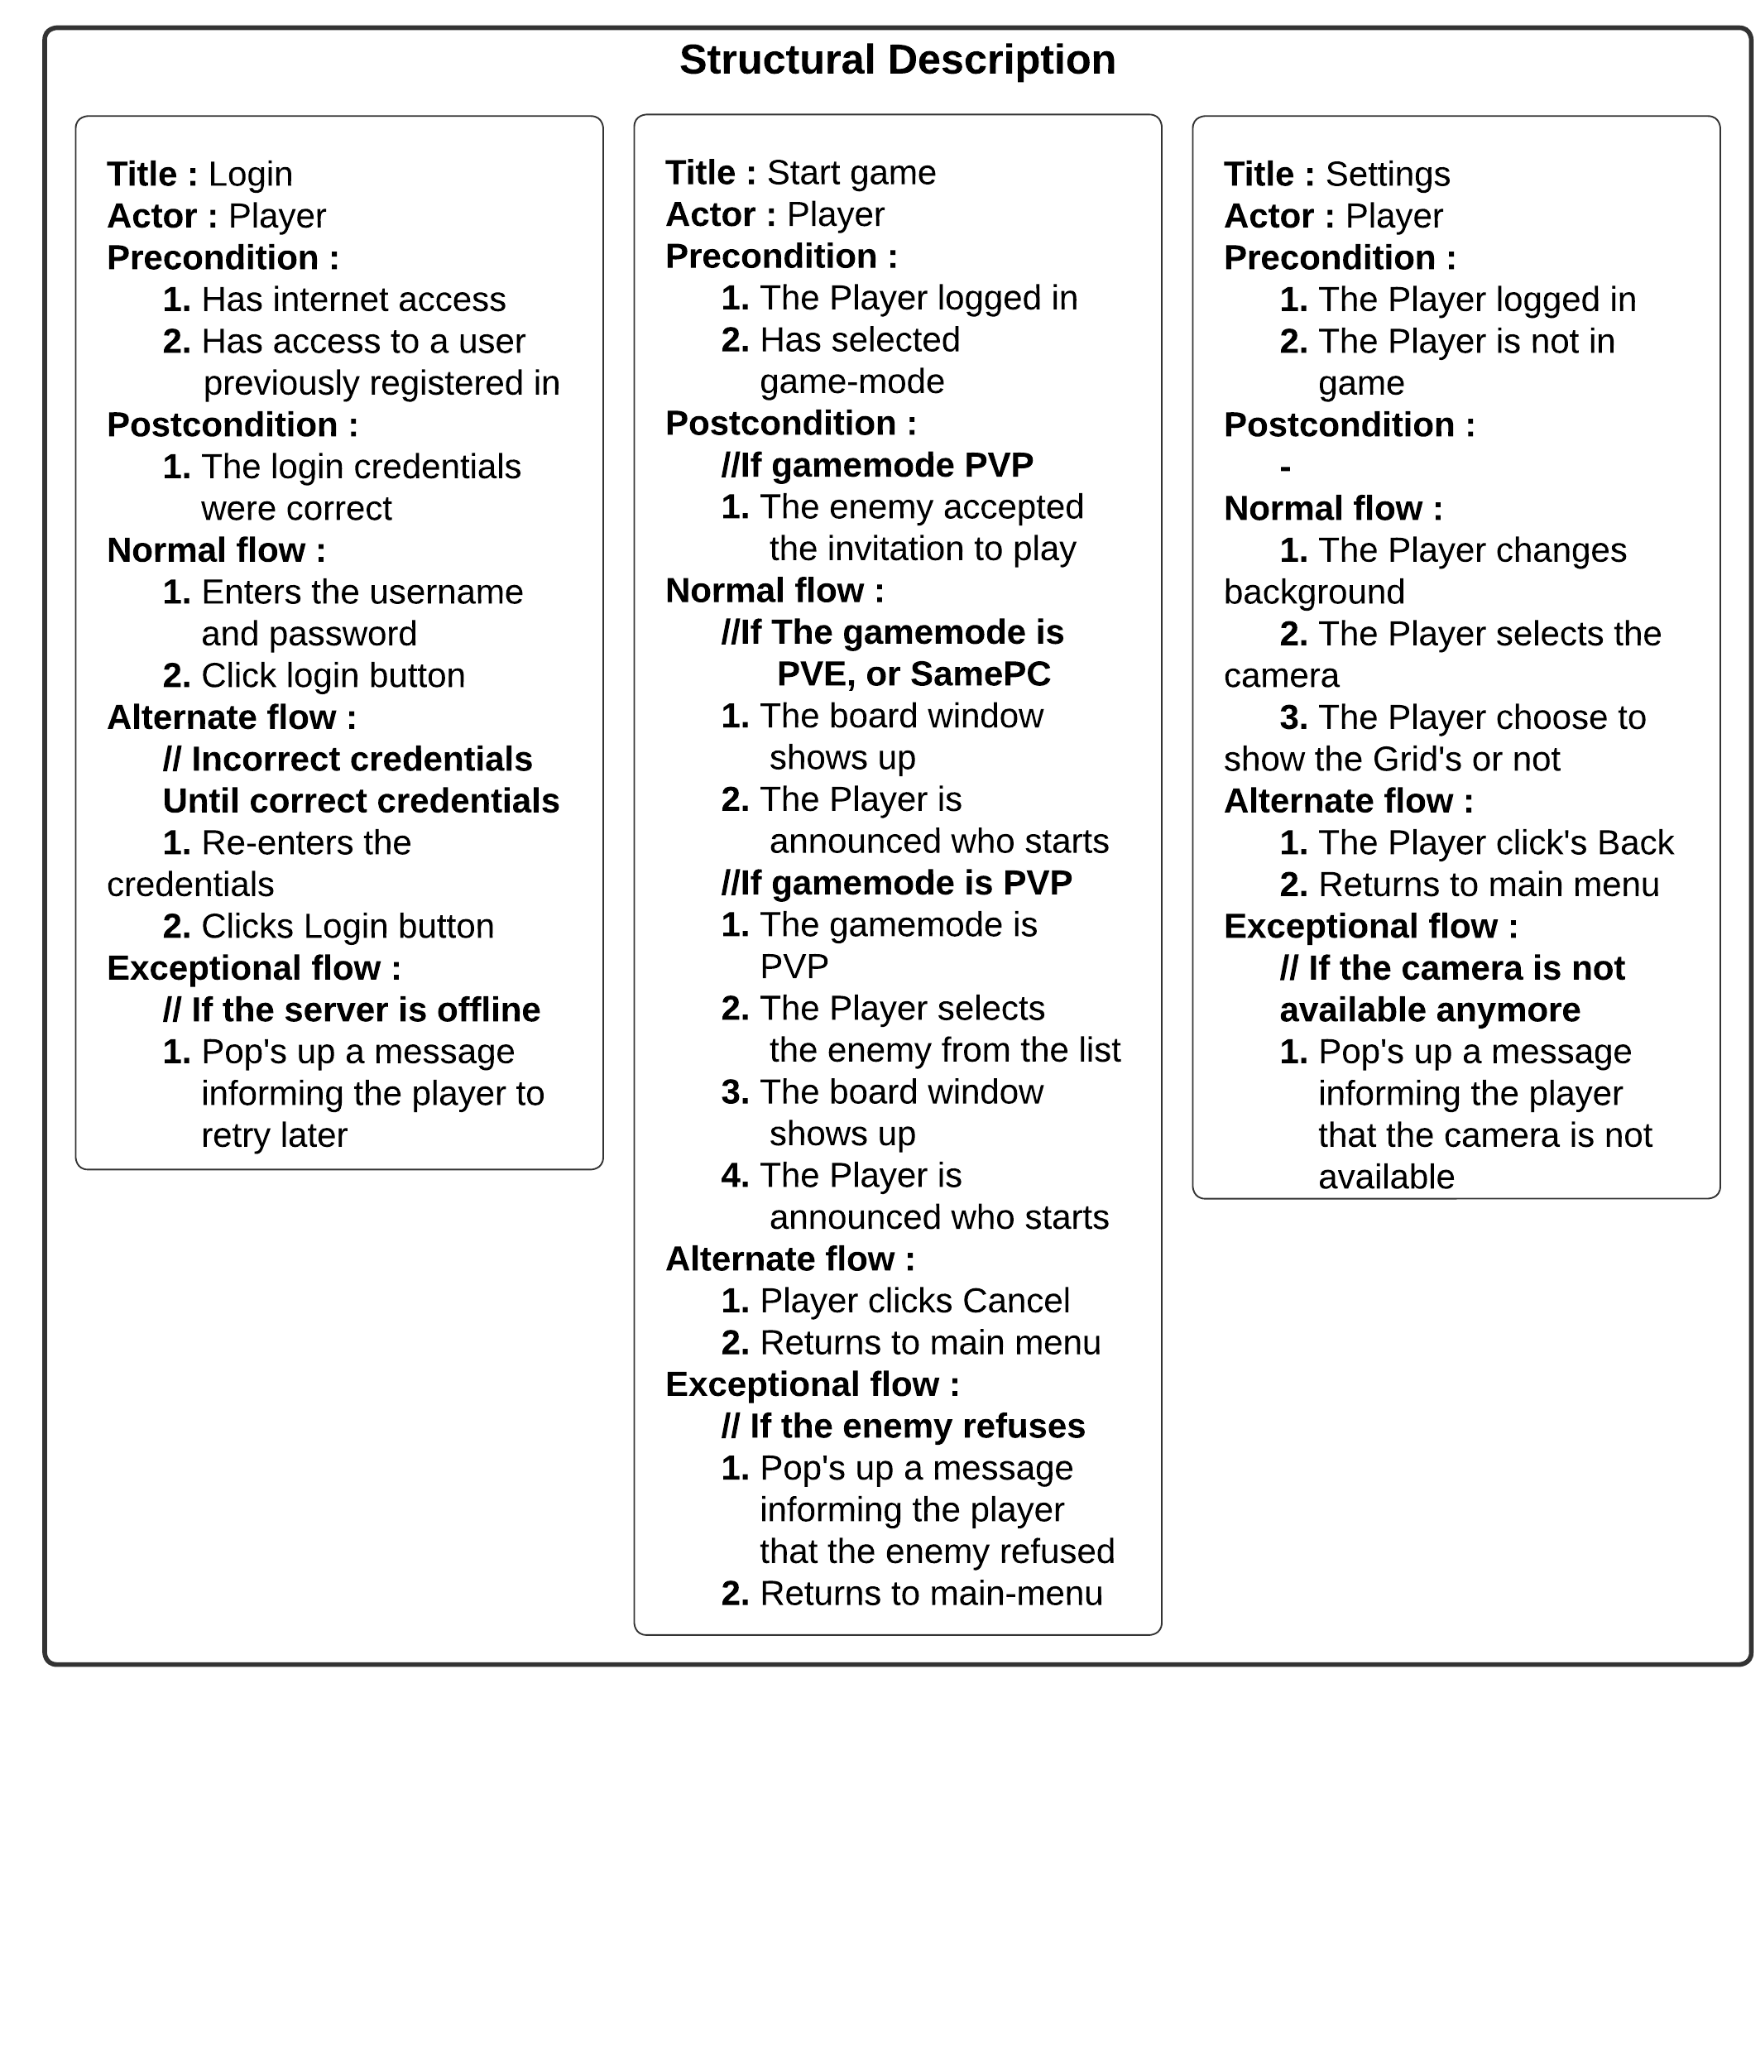 Structural Description
Title : Login
Actor : Player
Precondition :
1. Has internet access
2. Has access to a user
previously registered in
Postcondition :
1. The login credentials
were correct
Normal flow :
1. Enters the username
and password
2. Click login button
Alternate flow :
// Incorrect credentials
Until correct credentials
1. Re-enters the
credentials
2. Clicks Login button
Exceptional flow :
// If the server is offline
1. Pop's up a message
informing the player to
retry later
Title : Start game
Actor : Player
Precondition :
1. The Player logged in
2. Has selected
game-mode
Postcondition :
//If gamemode PVP
1. The enemy accepted
the invitation to play
Normal flow :
//If The gamemode is
PVE, or SamePC
1. The board window
shows up
2. The Player is
announced who starts
//If gamemode is PVP
1. The gamemode is
PVP
2. The Player selects
the enemy from the list
3. The board window
shows up
4. The Player is
announced who starts
Alternate flow :
1. Player clicks Cancel
2. Returns to main menu
Exceptional flow :
// If the enemy refuses
1. Pop's up a message
informing the player
that the enemy refused
2. Returns to main-menu
Title : Settings
Actor : Player
Precondition :
1. The Player logged in
2. The Player is not in
game
Postcondition :
-
Normal flow :
1. The Player changes
background
2. The Player selects the
camera
3. The Player choose to
show the Grid's or not
Alternate flow :
1. The Player click's Back
2. Returns to main menu
Exceptional flow :
// If the camera is not
available anymore
1. Pop's up a message
informing the player
that the camera is not
available